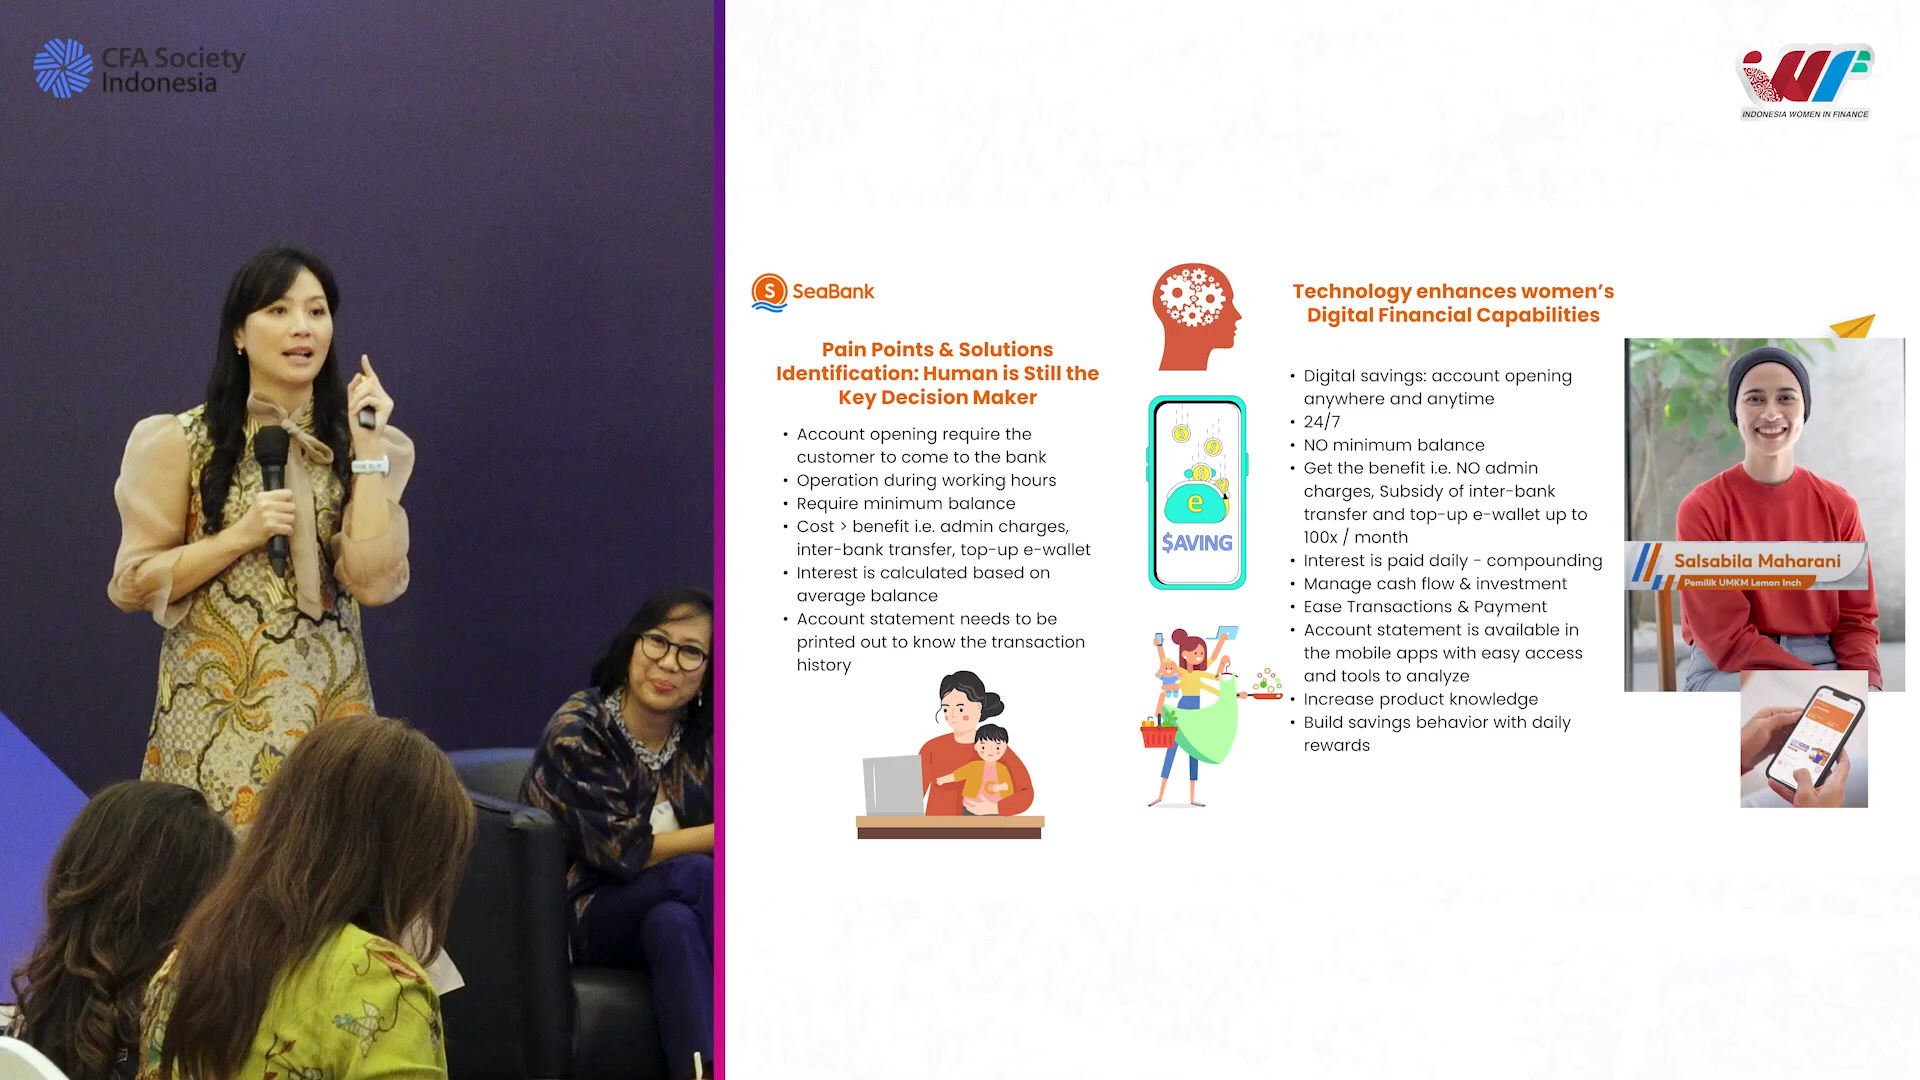 CFA Society
Indonesia
iWF
INDONESIA WOMEN IN FINANCE
S SeaBank
Pain Points & Solutions
Identification: Human is Still the
Key Decision Maker
• Account opening require the
customer to come to the bank
• Operation during working hours
• Require minimum balance
• Cost > benefit i.e. admin charges,
inter-bank transfer, top-up e-wallet
• Interest is calculated based on
average balance
• Account statement needs to be
printed out to know the transaction
history
e
$AVING
Technology enhances women’s
Digital Financial Capabilities
• Digital savings: account opening
anywhere and anytime
• 24/7
• NO minimum balance
• Get the benefit i.e. NO admin
charges, Subsidy of inter-bank
transfer and top-up e-wallet up to
100x / month
• Interest is paid daily - compounding
• Manage cash flow & investment
• Ease Transactions & Payment
• Account statement is available in
the mobile apps with easy access
and tools to analyze
• Increase product knowledge
• Build savings behavior with daily
rewards
Salsabila Maharani
Pemilik UMKM Lemon Inch